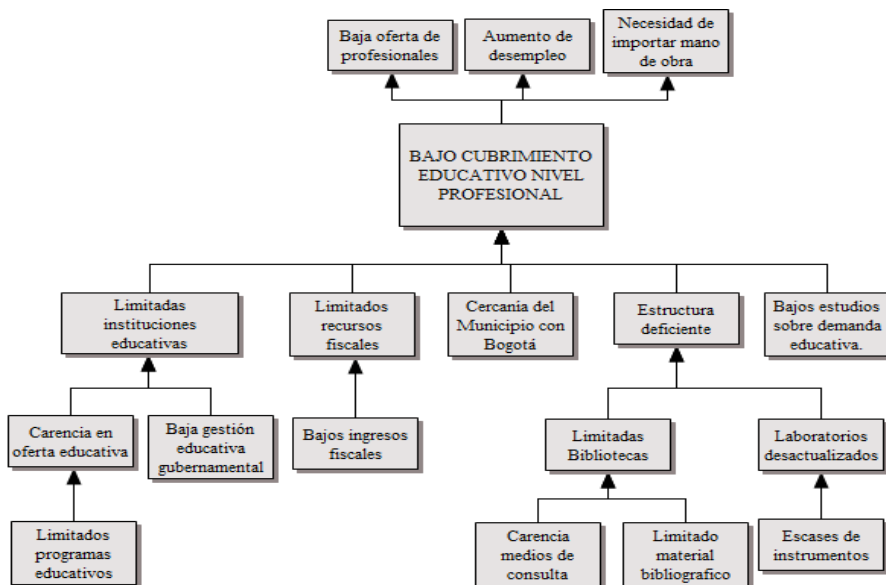 Baja oferta de
profesionales
Aumento de
desempleo
Necesidad de
importar mano
de obra
BAJO CUBRIMIENTO
EDUCATIVO NIVEL
PROFESIONAL
Limitadas
instituciones
educativas
Limitados
recursos
fiscales
Cercanía del
Municipio con
Bogotá
Estructura
deficiente
Bajos estudios
sobre demanda
educativa.
Carencia en
oferta educativa
Baja gestión
educativa
gubernamental
Bajos ingresos
fiscales
Limitadas
Bibliotecas
Laboratorios
desactualizados
Limitados
programas
educativos
Carencia
medios de
consulta
Limitado
material
bibliografico
Escases de
instrumentos